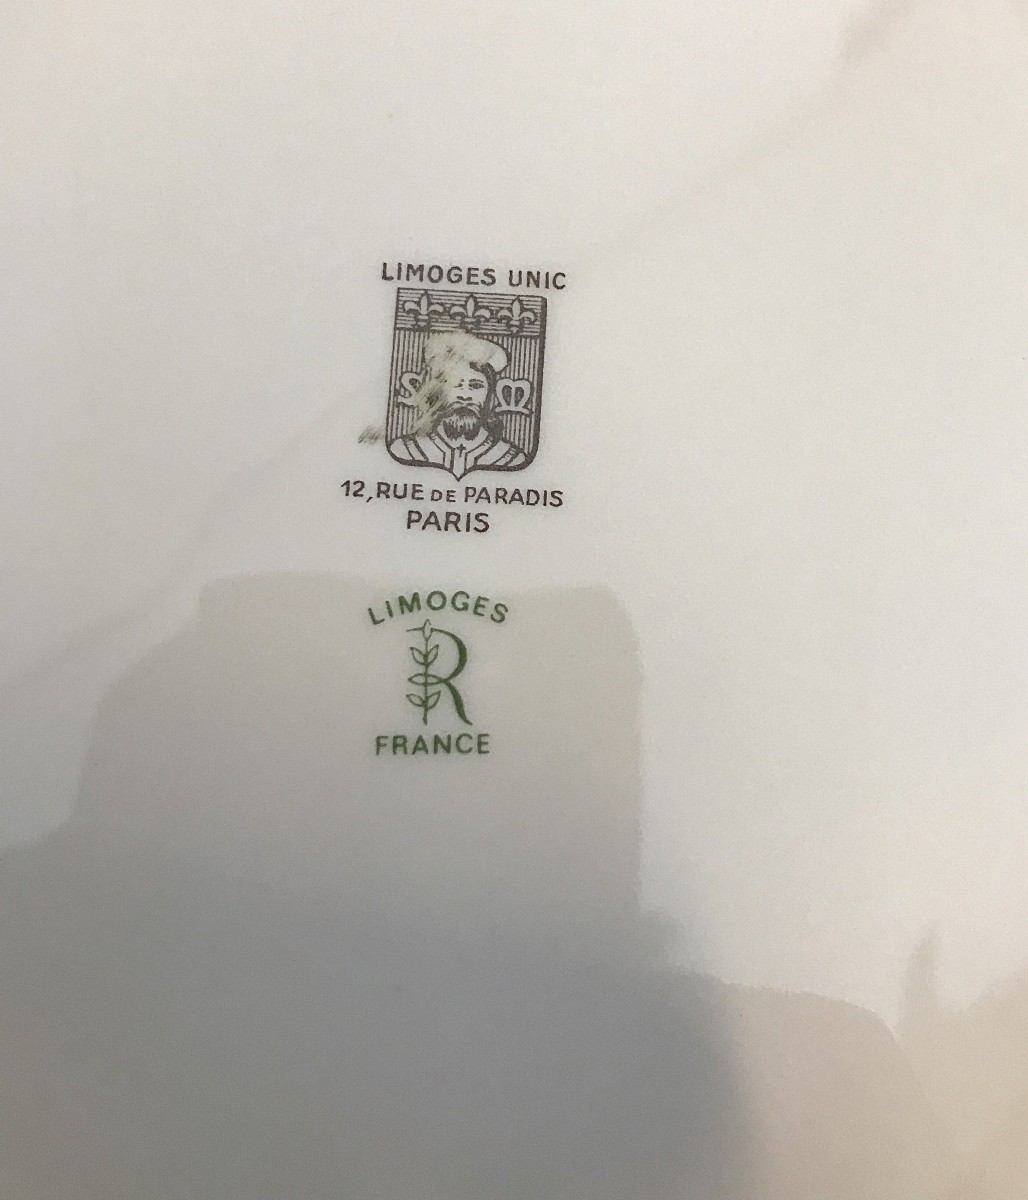 LIMOGES UNIC
12, RUE DE PARADIS
PARIS
LIMOGES
R
FRANCE